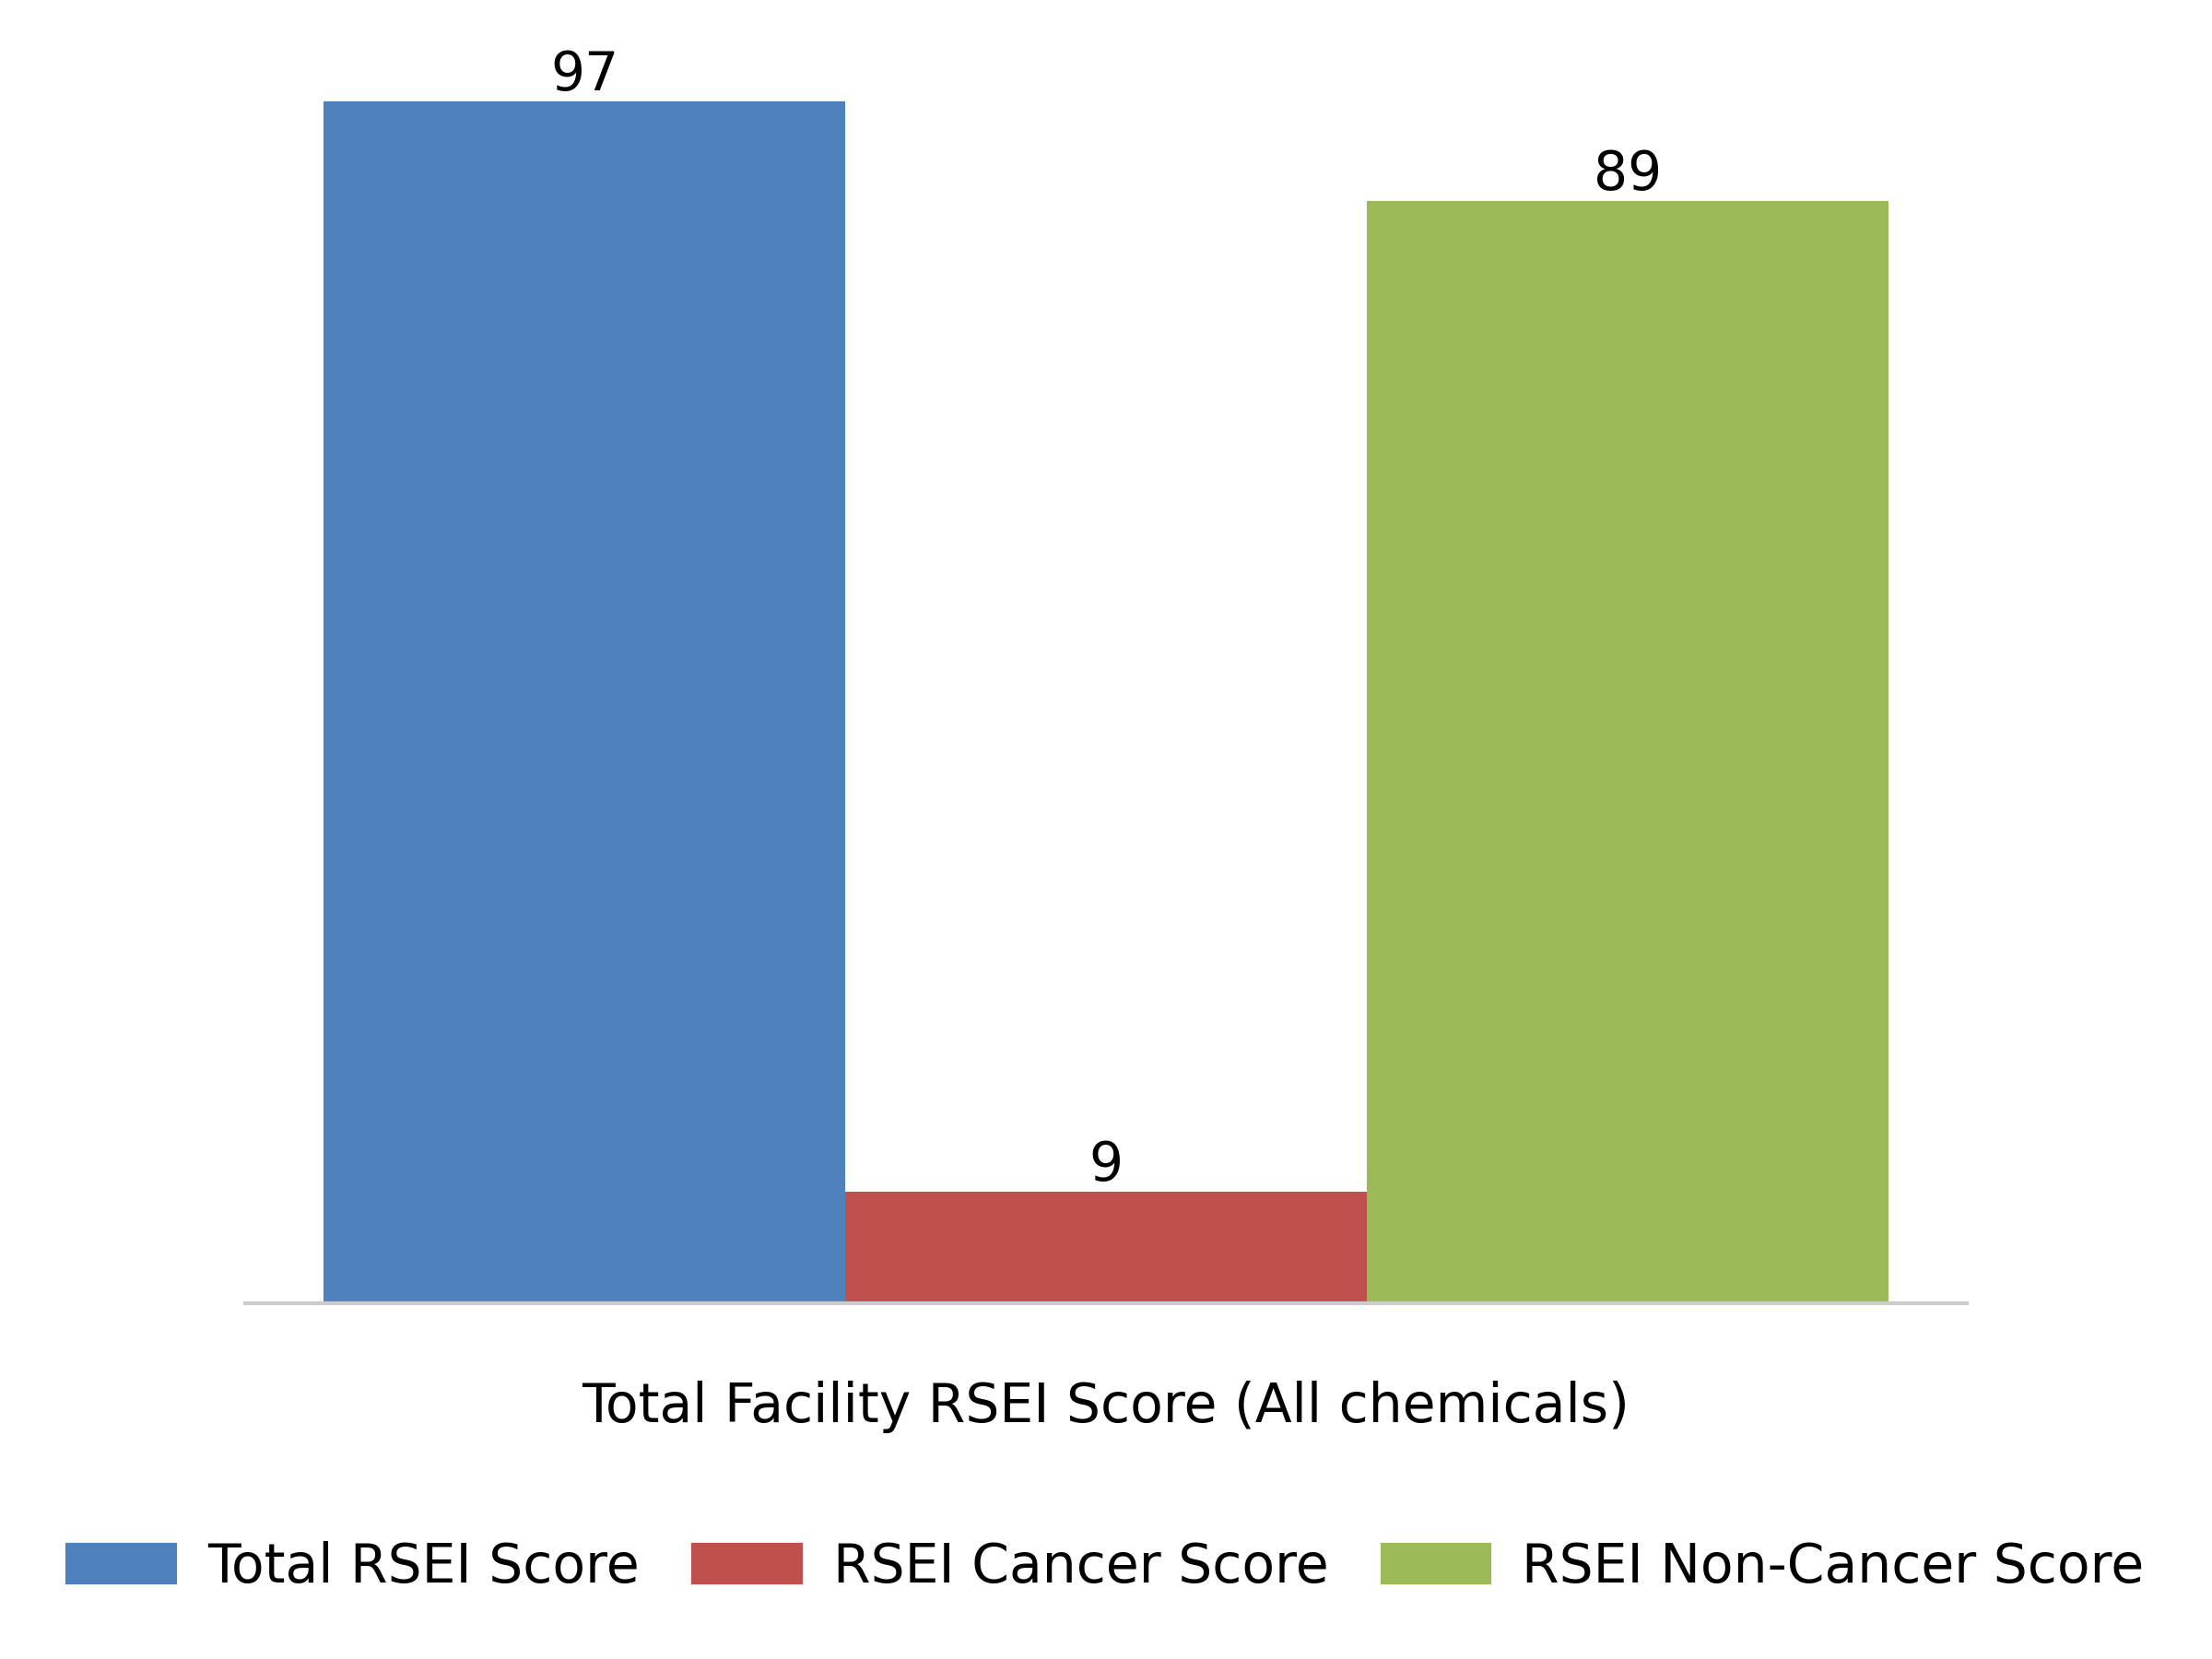 97
89
9
Total Facility RSEI Score (All chemicals)
Total RSEI Score RSEI Cancer Score RSEI Non-Cancer Score